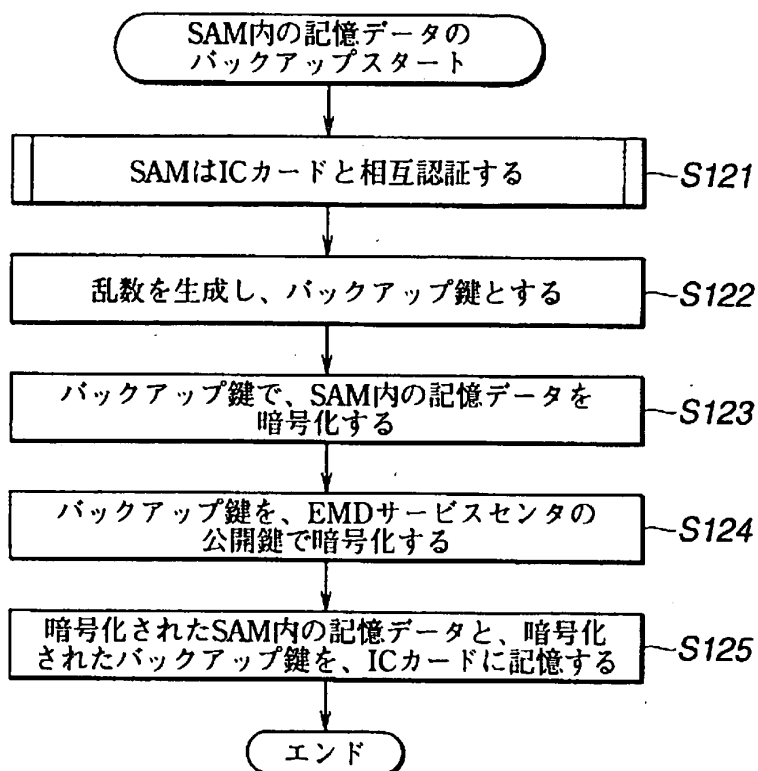 SAM内の記憶データの
バックアップスタート
SAMはICカードと相互認証する
S121
乱数を生成し、バックアップ鍵とする
S122
バックアップ鍵で、SAM内の記憶データを
暗号化する
S123
バックアップ鍵を、EMDサービスセンタの
公開鍵で暗号化する
S124
暗号化されたSAM内の記憶データと、暗号化
されたバックアップ鍵を、ICカードに記憶する
S125
エンド